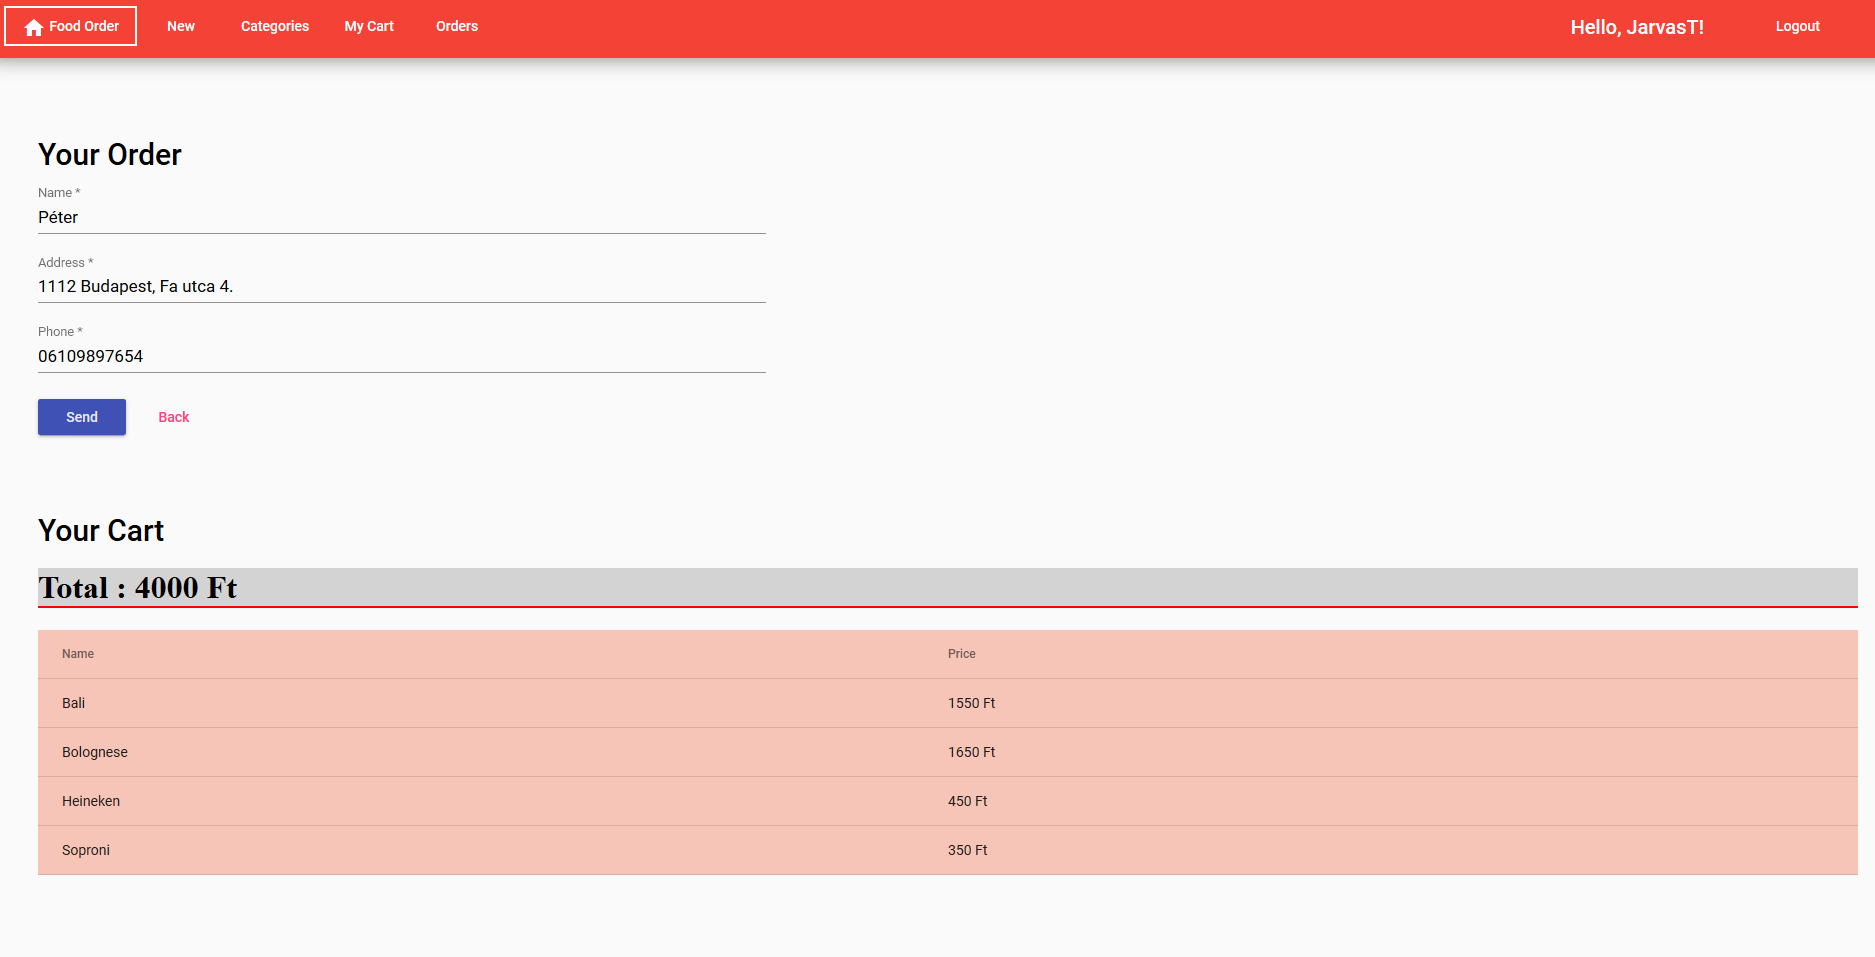 Food Order New Categories My Cart Orders Hello, JarvasT! Logout
Your Order
Name *
Péter
Address *
1112 Budapest, Fa utca 4.
Phone *
06109897654
Send Back
Your Cart
Total : 4000 Ft
Name Price
Bali 1550 Ft
Bolognese 1650 Ft
Heineken 450 Ft
Soproni 350 Ft